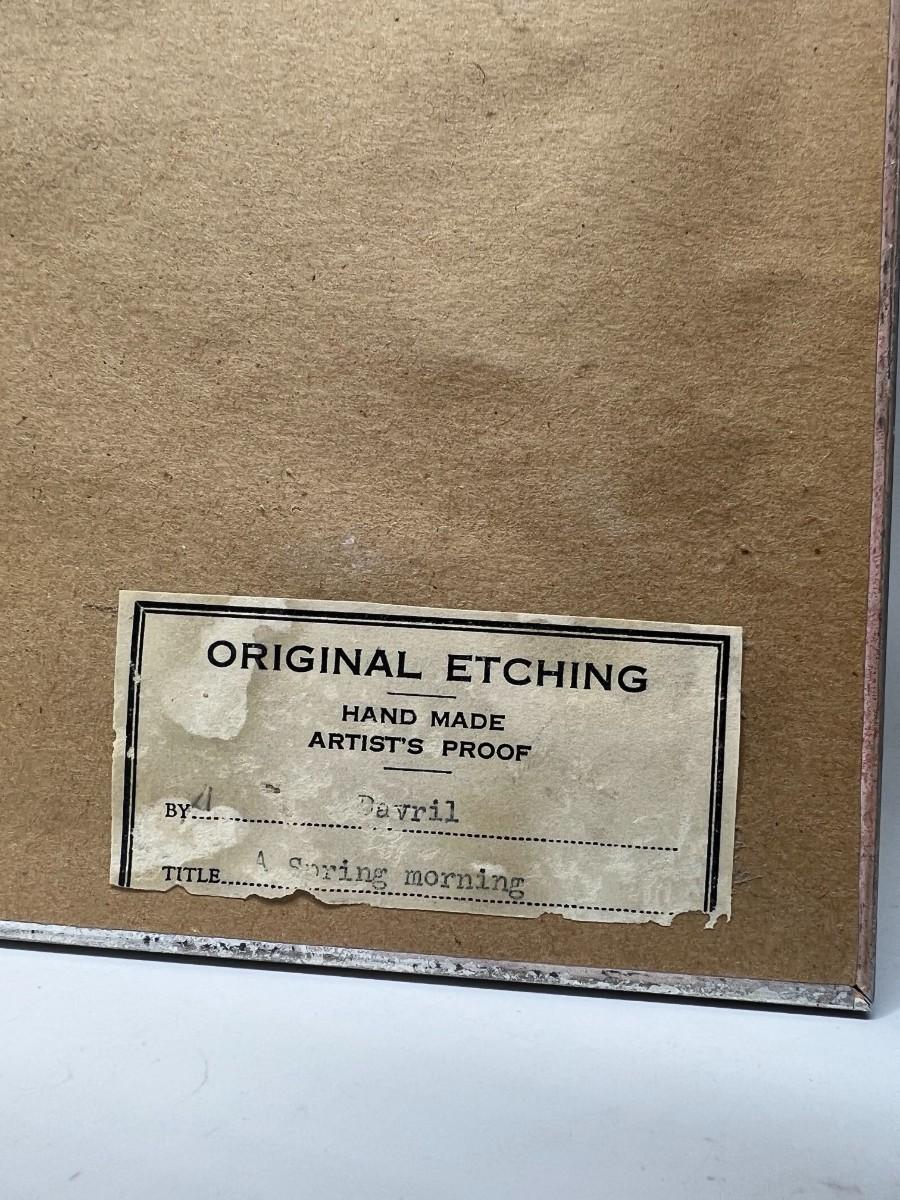 ORIGINAL ETCHING
HAND MADE
ARTIST'S PROOF
BY Davril
TITLE A Spring morning